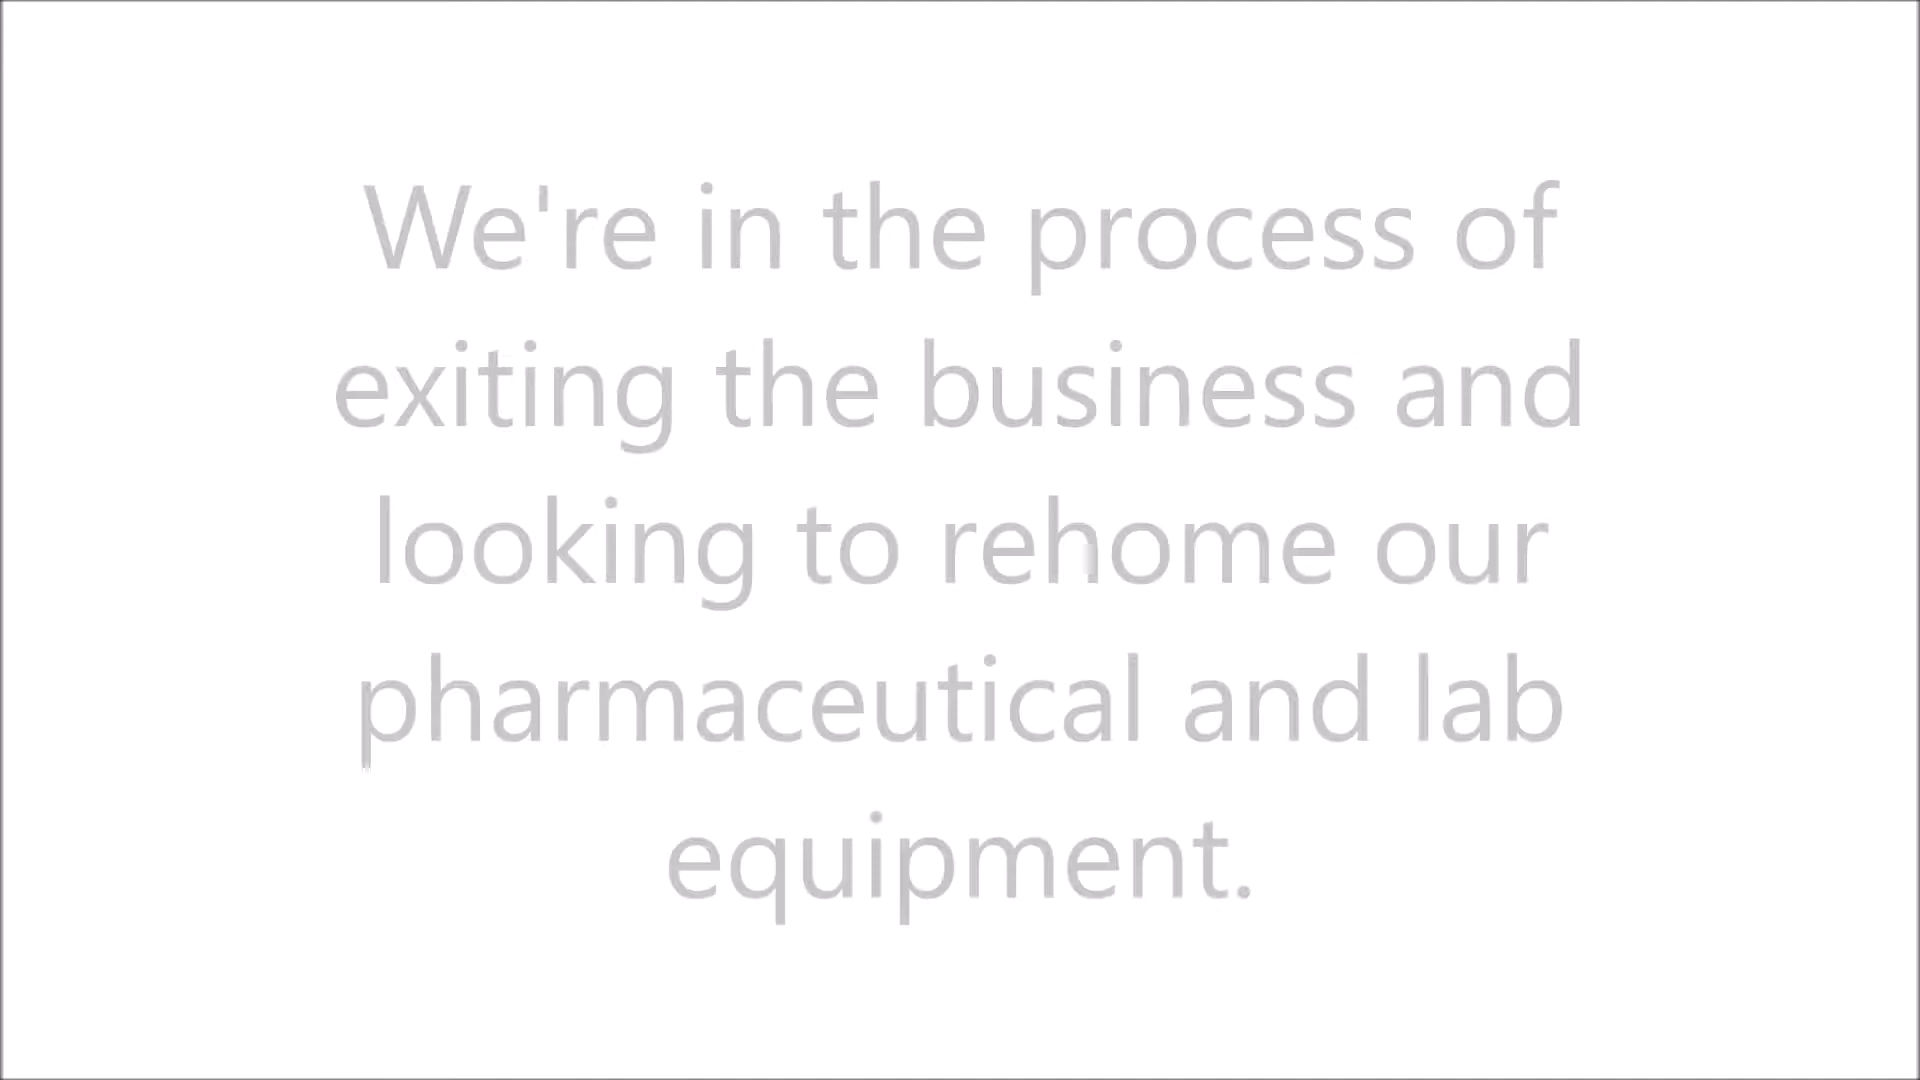 We're in the process of
exiting the business and
looking to rehome our
pharmaceutical and lab
equipment.